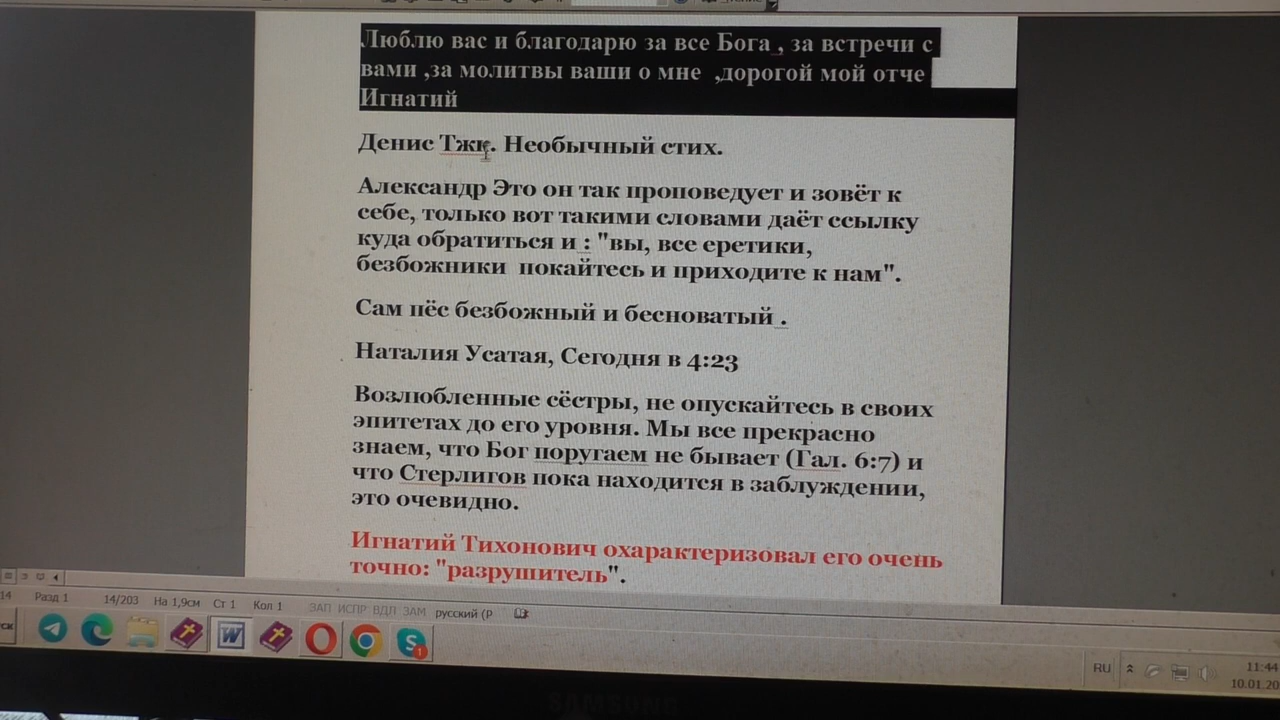 Люблю вас и благодарю за все Бога , за встречи с
вами ,за молитвы ваши о мне ,дорогой мой отче
Игнатий
Денис Тжк. Необычный стих.
Александр Это он так проповедует и зовёт к
себе, только вот такими словами даёт ссылку
куда обратиться и : "вы, все еретики,
безбожники покайтесь и приходите к нам".
Сам пёс безбожный и бесноватый .
Наталия Усатая, Сегодня в 4:23
Возлюбленные сёстры, не опускайтесь в своих
эпитетах до его уровня. Мы все прекрасно
знаем, что Бог поругаем не бывает (Гал. 6:7) и
что Стерлигов пока находится в заблуждении,
это очевидно.
Игнатий Тихонович охарактеризовал его очень
точно: "разрушитель".
14 Разд 1 14/203 На 1,9см Ст 1 Кол 1 ЗАП ИСПР ВДЛ ЗАМ русский (Р
ск
RU
11:44
10.01.20
SAMSUNG